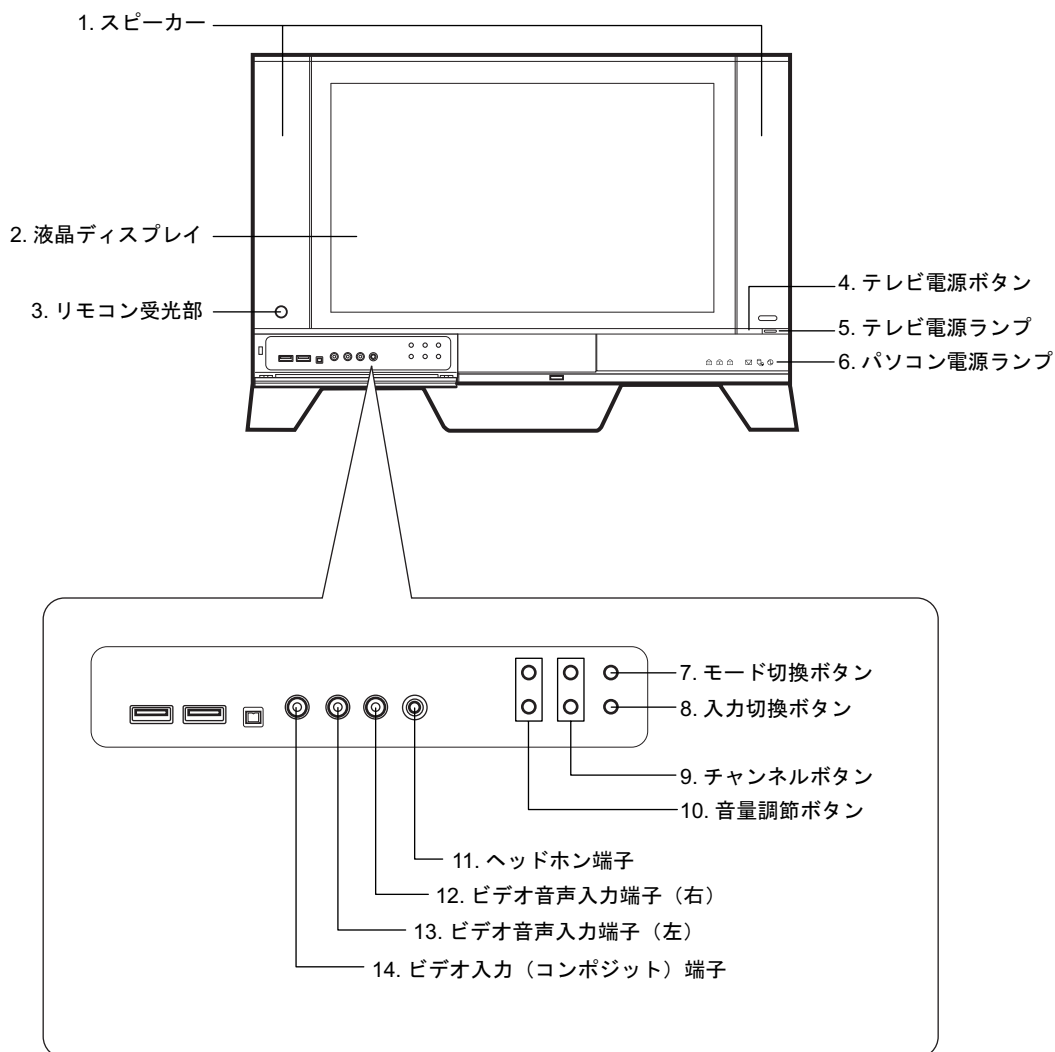 1. スピーカー
2. 液晶ディスプレイ
3. リモコン受光部
4. テレビ電源ボタン
5. テレビ電源ランプ
6. パソコン電源ランプ
7. モード切換ボタン
8. 入力切換ボタン
9. チャンネルボタン
10. 音量調節ボタン
11. ヘッドホン端子
12. ビデオ音声入力端子（右）
13. ビデオ音声入力端子（左）
14. ビデオ入力（コンポジット）端子